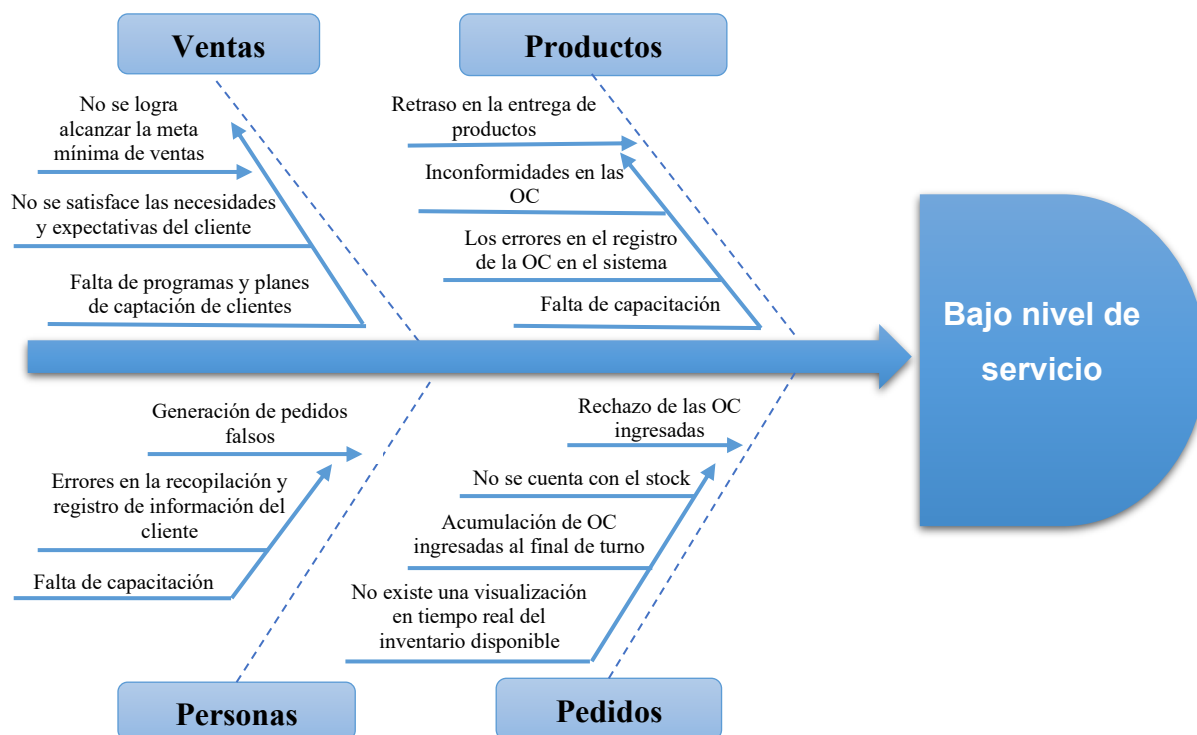 Ventas
No se logra
alcanzar la meta
mínima de ventas
No se satisface las necesidades
y expectativas del cliente
Falta de programas y planes
de captación de clientes
Productos
Retraso en la entrega de
productos
Inconformidades en las
OC
Los errores en el registro
de la OC en el sistema
Falta de capacitación
Bajo nivel de
servicio
Generación de pedidos
falsos
Errores en la recopilación y
registro de información del
cliente
Falta de capacitación
Personas
Rechazo de las OC
ingresadas
No se cuenta con el stock
Acumulación de OC
ingresadas al final de turno
No existe una visualización
en tiempo real del
inventario disponible
Pedidos